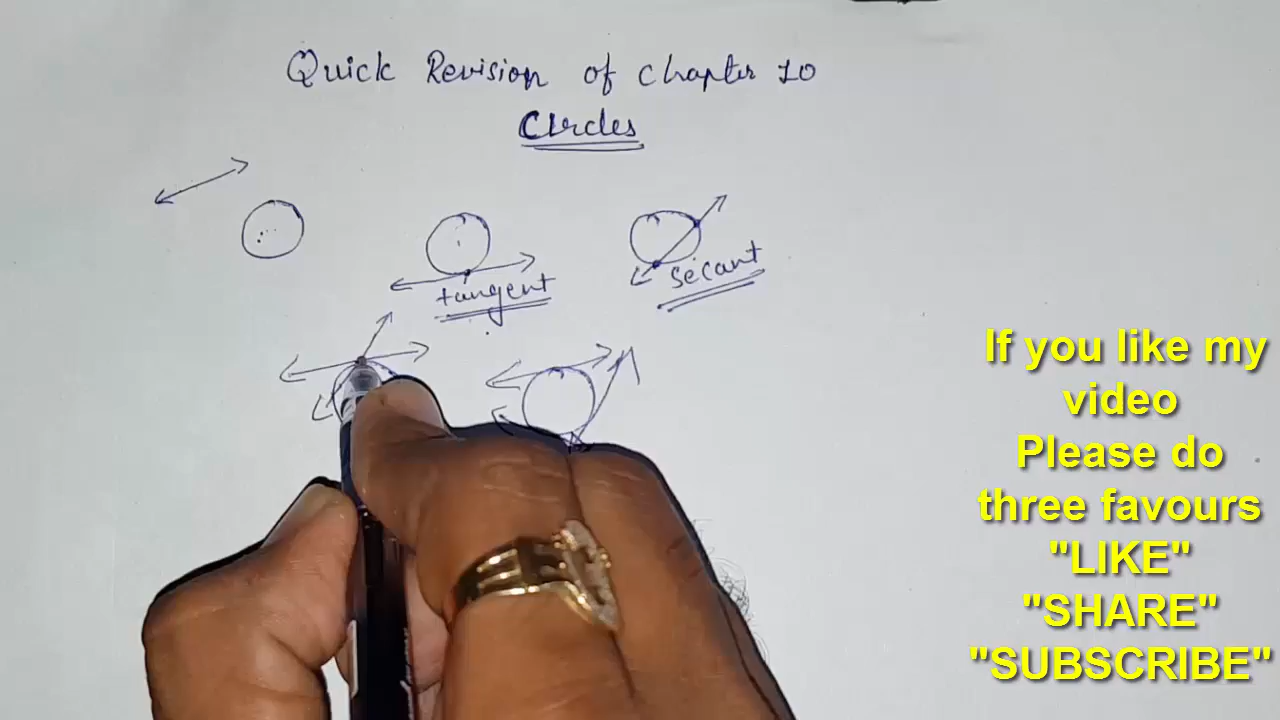 Quick Revision of Chapter 10
Circles
tangent
secant
If you like my
video
Please do
three favours
"LIKE"
"SHARE"
"SUBSCRIBE"